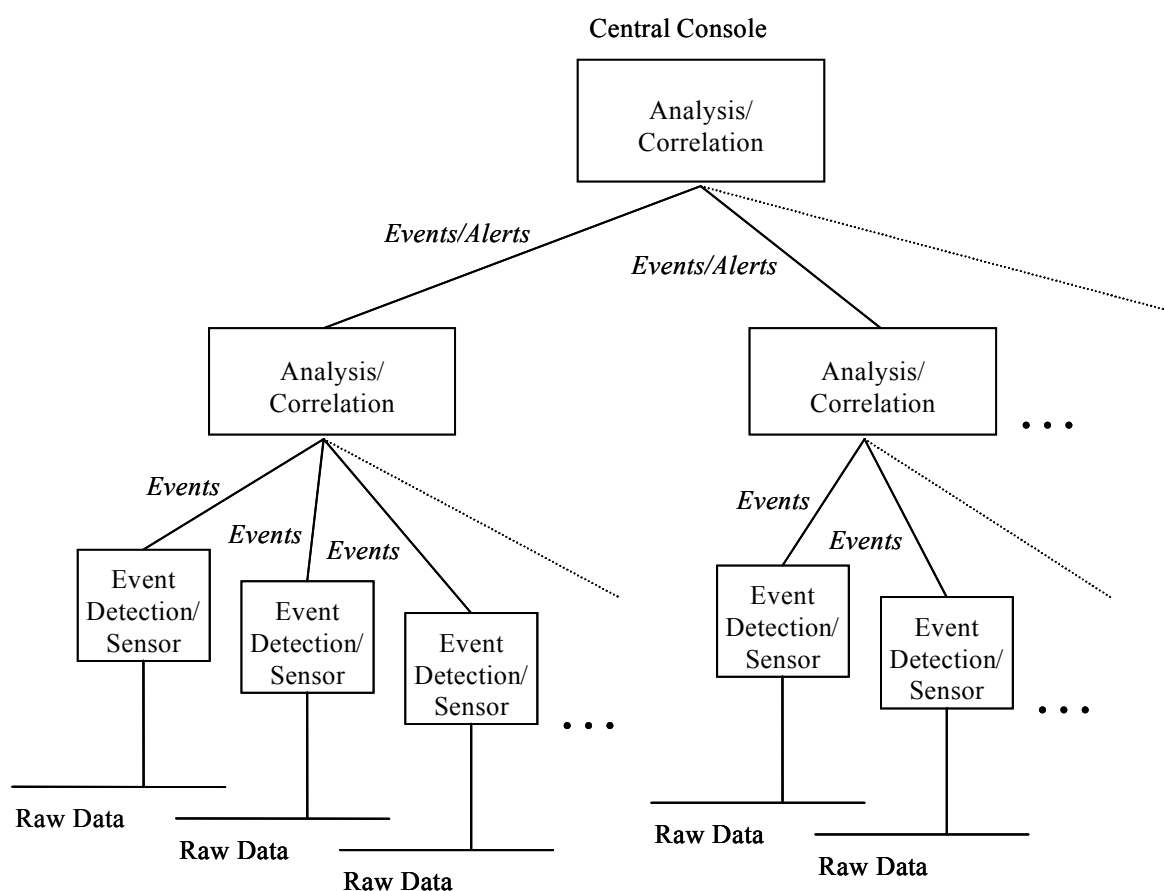 Central Console
Analysis/
Correlation
Events/Alerts
Events/Alerts
Analysis/
Correlation
Analysis/
Correlation
. . .
Events
Events
Events
Events
Events
Event
Detection/
Sensor
Event
Detection/
Sensor
Event
Detection/
Sensor
. . .
Event
Detection/
Sensor
Event
Detection/
Sensor
. . .
Raw Data
Raw Data
Raw Data
Raw Data
Raw Data